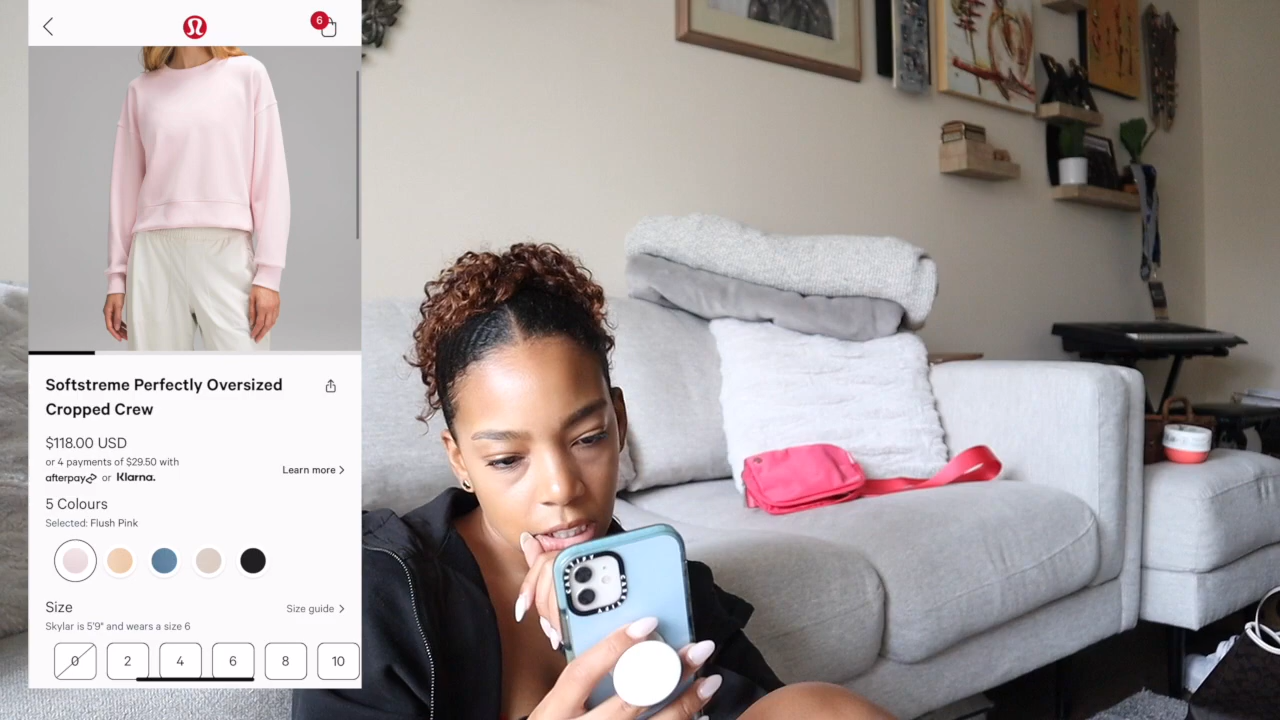 6
Softstreme Perfectly Oversized
Cropped Crew
$118.00 USD
or 4 payments of $29.50 with
afterpay or Klarna.
Learn more
5 Colours
Selected: Flush Pink
Size
Size guide
Skylar is 5'9" and wears a size 6
0 2 4 6 8 10